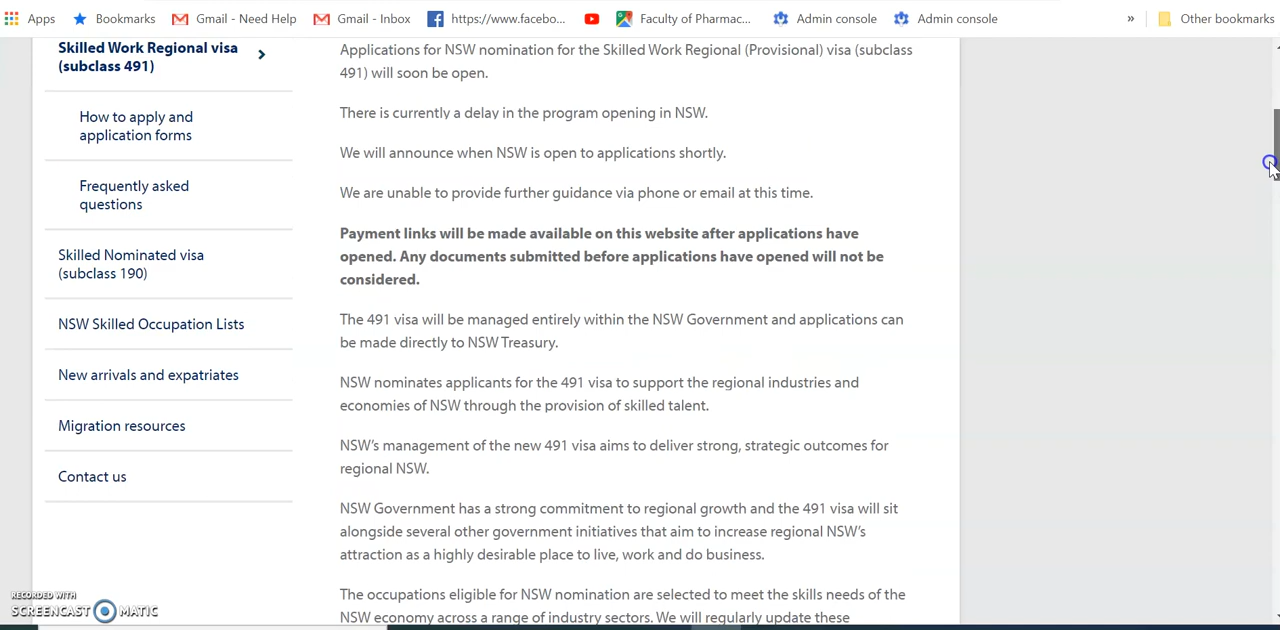 Apps Bookmarks Gmail - Need Help Gmail - Inbox https://www.facebo... Faculty of Pharmac... Admin console Admin console » Other bookmarks
Skilled Work Regional visa
(subclass 491)
How to apply and
application forms
Frequently asked
questions
Skilled Nominated visa
(subclass 190)
NSW Skilled Occupation Lists
New arrivals and expatriates
Migration resources
Contact us
Applications for NSW nomination for the Skilled Work Regional (Provisional) visa (subclass
491) will soon be open.
There is currently a delay in the program opening in NSW.
We will announce when NSW is open to applications shortly.
We are unable to provide further guidance via phone or email at this time.
Payment links will be made available on this website after applications have
opened. Any documents submitted before applications have opened will not be
considered.
The 491 visa will be managed entirely within the NSW Government and applications can
be made directly to NSW Treasury.
NSW nominates applicants for the 491 visa to support the regional industries and
economies of NSW through the provision of skilled talent.
NSW's management of the new 491 visa aims to deliver strong, strategic outcomes for
regional NSW.
NSW Government has a strong commitment to regional growth and the 491 visa will sit
alongside several other government initiatives that aim to increase regional NSW's
attraction as a highly desirable place to live, work and do business.
The occupations eligible for NSW nomination are selected to meet the skills needs of the
NSW economy across a range of industry sectors. We will regularly update these
RECORDED WITH
SCREENCAST MATIC